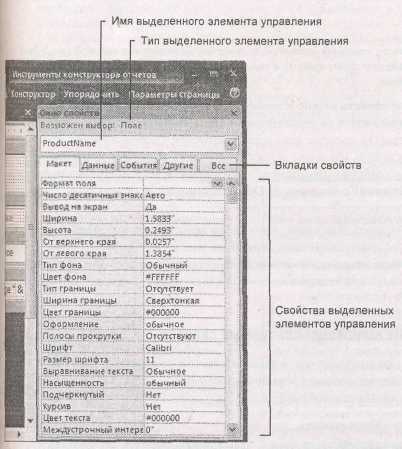 Имя выделенного элемента управления
Тип выделенного элемента управления
Инструменты конструктора отчетов
Конструктор Упорядочить Параметры страницы
Окно свойств
Возможен выбор: Поле
ProductName
Макет Данные События Другие Все
Вкладки свойств
Формат поля
Число десятичных знакс Авто
Вывод на экран Да
Ширина 1.5833"
Высота 0.2493"
От верхнего края 0.0257"
От левого края 1.3854"
Тип фона Обычный
Цвет фона #FFFFFF
Тип границы Отсутствует
Ширина границы Сверхтонкая
Цвет границы #000000
Оформление обычное
Полосы прокрутки Отсутствуют
Шрифт Calibri
Размер шрифта 11
Выравнивание текста Обычное
Насыщенность обычный
Подчеркнутый Нет
Курсив Нет
Цвет текста #000000
Междустрочный интерв 0"
Свойства выделенных
элементов управления